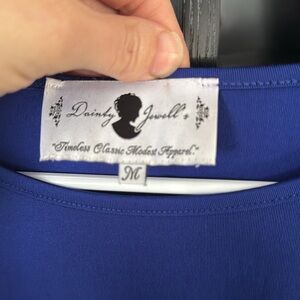 Dainty Jewell's
"Timeless Classic Modest Apparel."
M